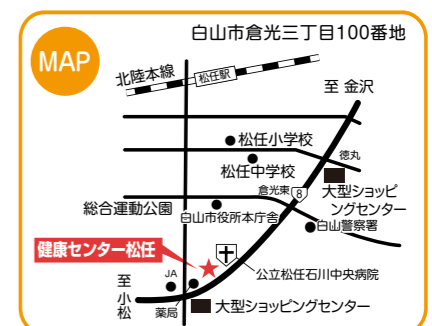 MAP
白山市倉光三丁目100番地
北陸本線
松任駅
至 金沢
松任小学校
徳丸
松任中学校
倉光東
8
大型ショッピ
ングセンター
総合運動公園
白山市役所本庁舎
白山警察署
健康センター松任
公立松任石川中央病院
至
小
松
JA
薬局
大型ショッピングセンター